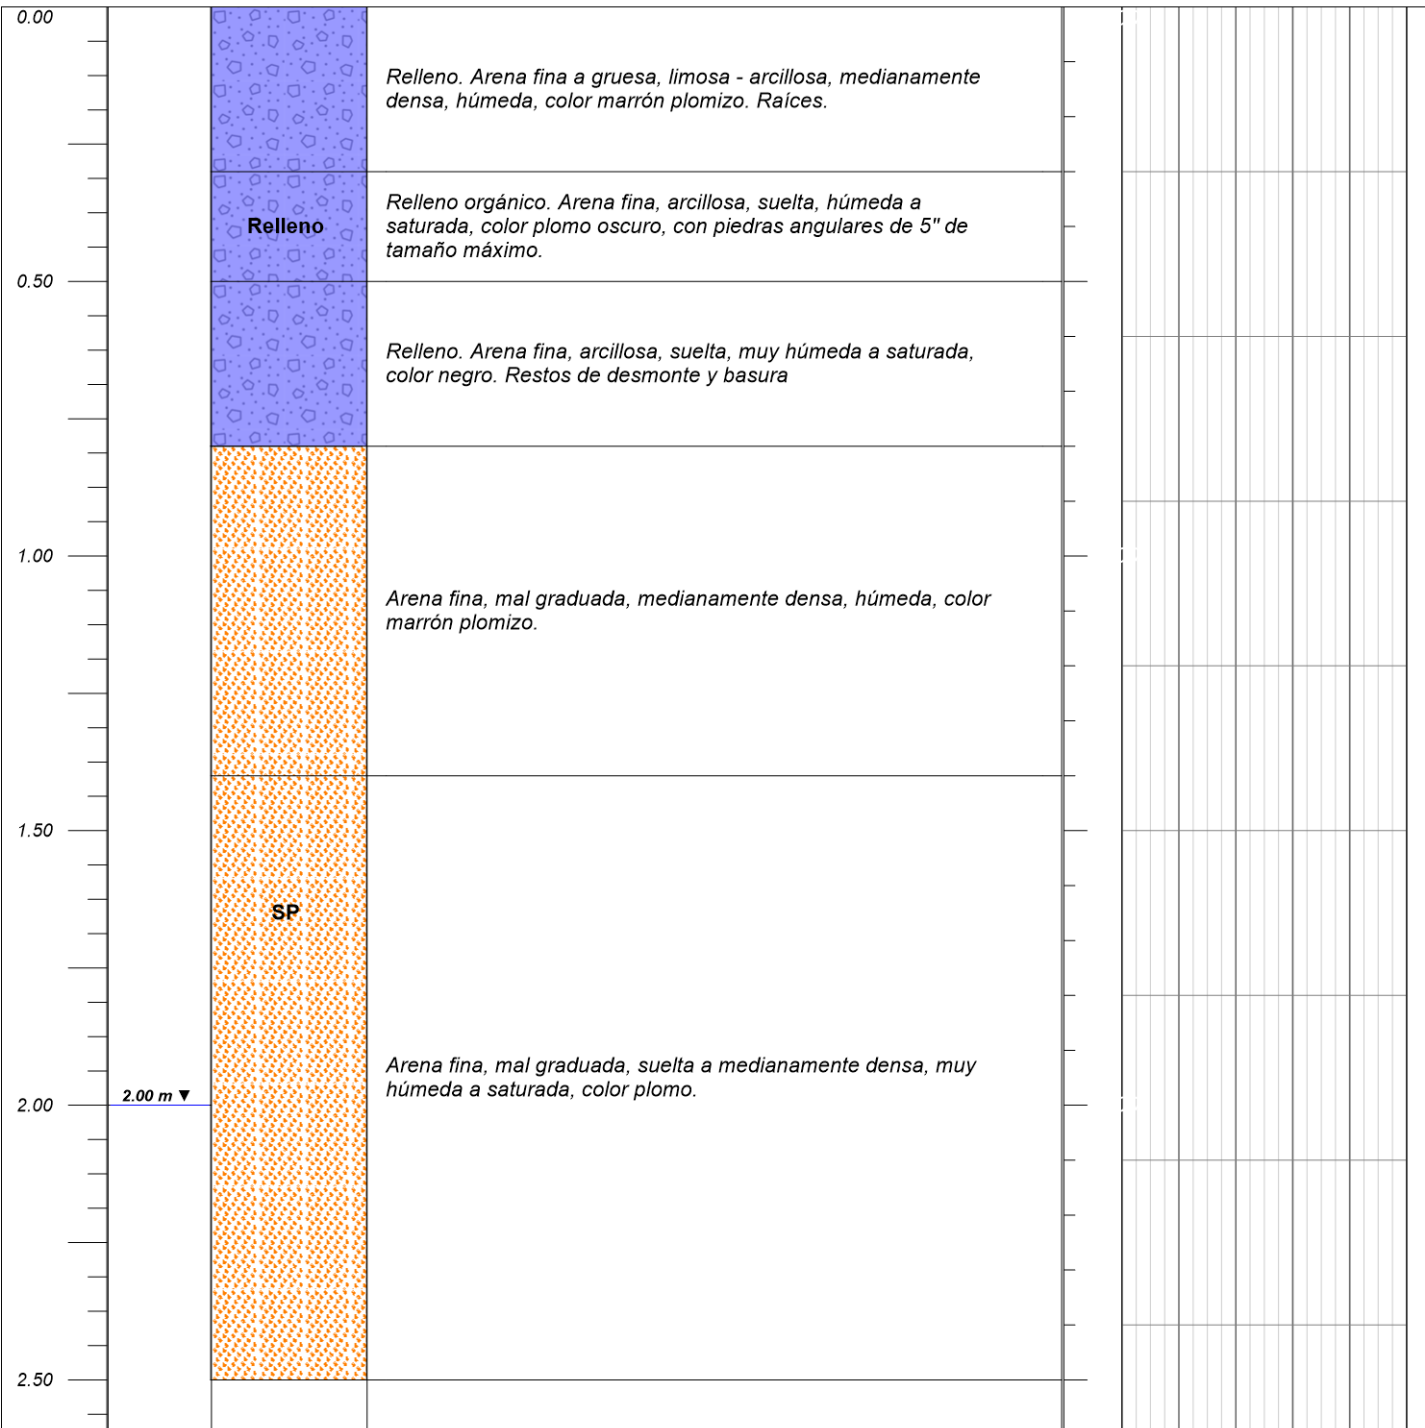 0.00
Relleno. Arena fina a gruesa, limosa - arcillosa, medianamente
densa, húmeda, color marrón plomizo. Raíces.
Relleno orgánico. Arena fina, arcillosa, suelta, húmeda a
saturada, color plomo oscuro, con piedras angulares de 5" de
tamaño máximo.
Relleno
0.50
Relleno. Arena fina, arcillosa, suelta, muy húmeda a saturada,
color negro. Restos de desmonte y basura
1.00
Arena fina, mal graduada, medianamente densa, húmeda, color
marrón plomizo.
1.50
SP
Arena fina, mal graduada, suelta a medianamente densa, muy
húmeda a saturada, color plomo.
2.00 m ▼
2.00
2.50